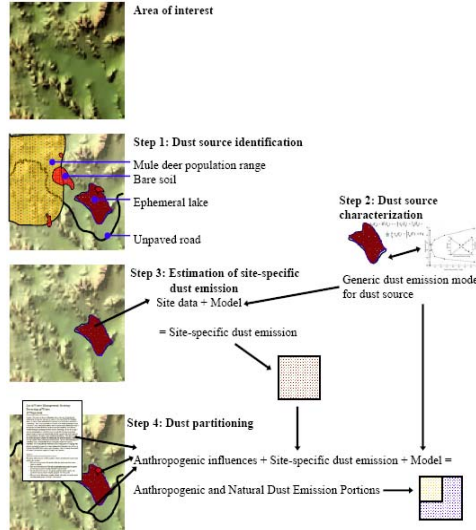 Area of interest
Step 1: Dust source identification
Mule deer population range
Bare soil
Ephemeral lake
Unpaved road
Step 2: Dust source
characterization
Generic dust emission model
for dust source
Step 3: Estimation of site-specific
dust emission
Site data + Model
= Site-specific dust emission
Step 4: Dust partitioning
Anthropogenic influences + Site-specific dust emission + Model =
Anthropogenic and Natural Dust Emission Portions